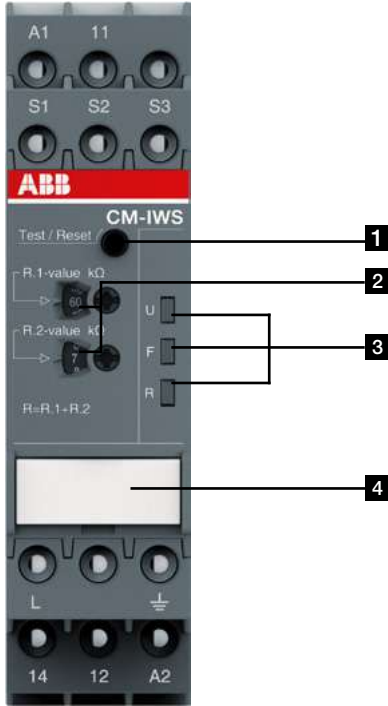 A1 11
S1 S2 S3
ABB
CM-IWS
Test / Reset
1
R.1-value kΩ
2
60
U
R.2-value kΩ
3
F
7
R
R=R.1+R.2
4
L
14 12 A2